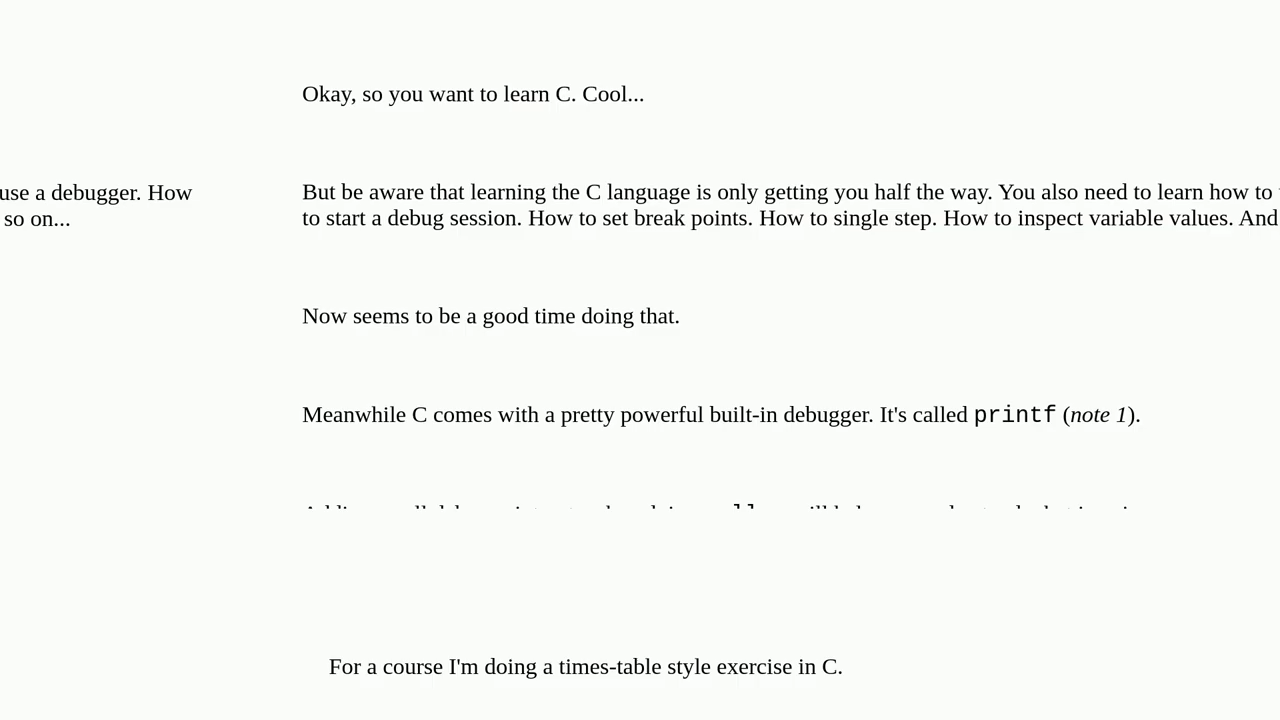 Okay, so you want to learn C. Cool...
use a debugger. How
so on...
But be aware that learning the C language is only getting you half the way. You also need to learn how to
to start a debug session. How to set break points. How to single step. How to inspect variable values. And
Now seems to be a good time doing that.
Meanwhile C comes with a pretty powerful built-in debugger. It's called printf (note 1).
For a course I'm doing a times-table style exercise in C.